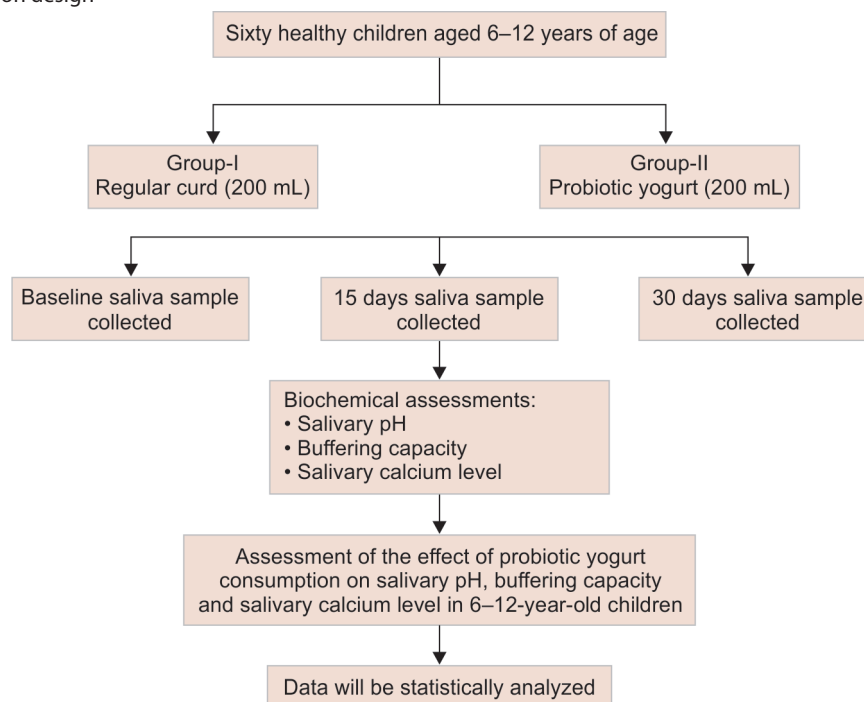 on design
Sixty healthy children aged 6–12 years of age
Group-I
Regular curd (200 mL)
Group-II
Probiotic yogurt (200 mL)
Baseline saliva sample
collected
15 days saliva sample
collected
30 days saliva sample
collected
Biochemical assessments:
• Salivary pH
• Buffering capacity
• Salivary calcium level
Assessment of the effect of probiotic yogurt
consumption on salivary pH, buffering capacity
and salivary calcium level in 6–12-year-old children
Data will be statistically analyzed